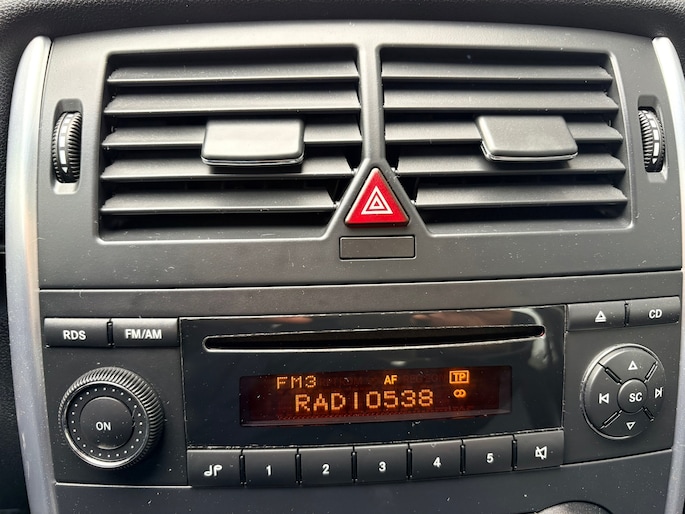 RDS FM/AM CD
FM3 AF TP
RADIO538
ON SC
1 2 3 4 5